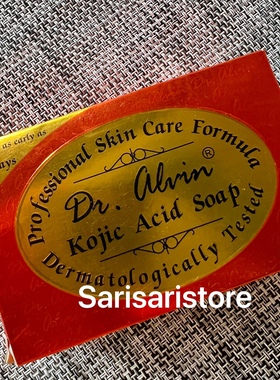 as early as
ays
Professional Skin Care Formula
Dr. Alvin ®
Kojic Acid Soap
Dermatologically Tested
Sarisaristore